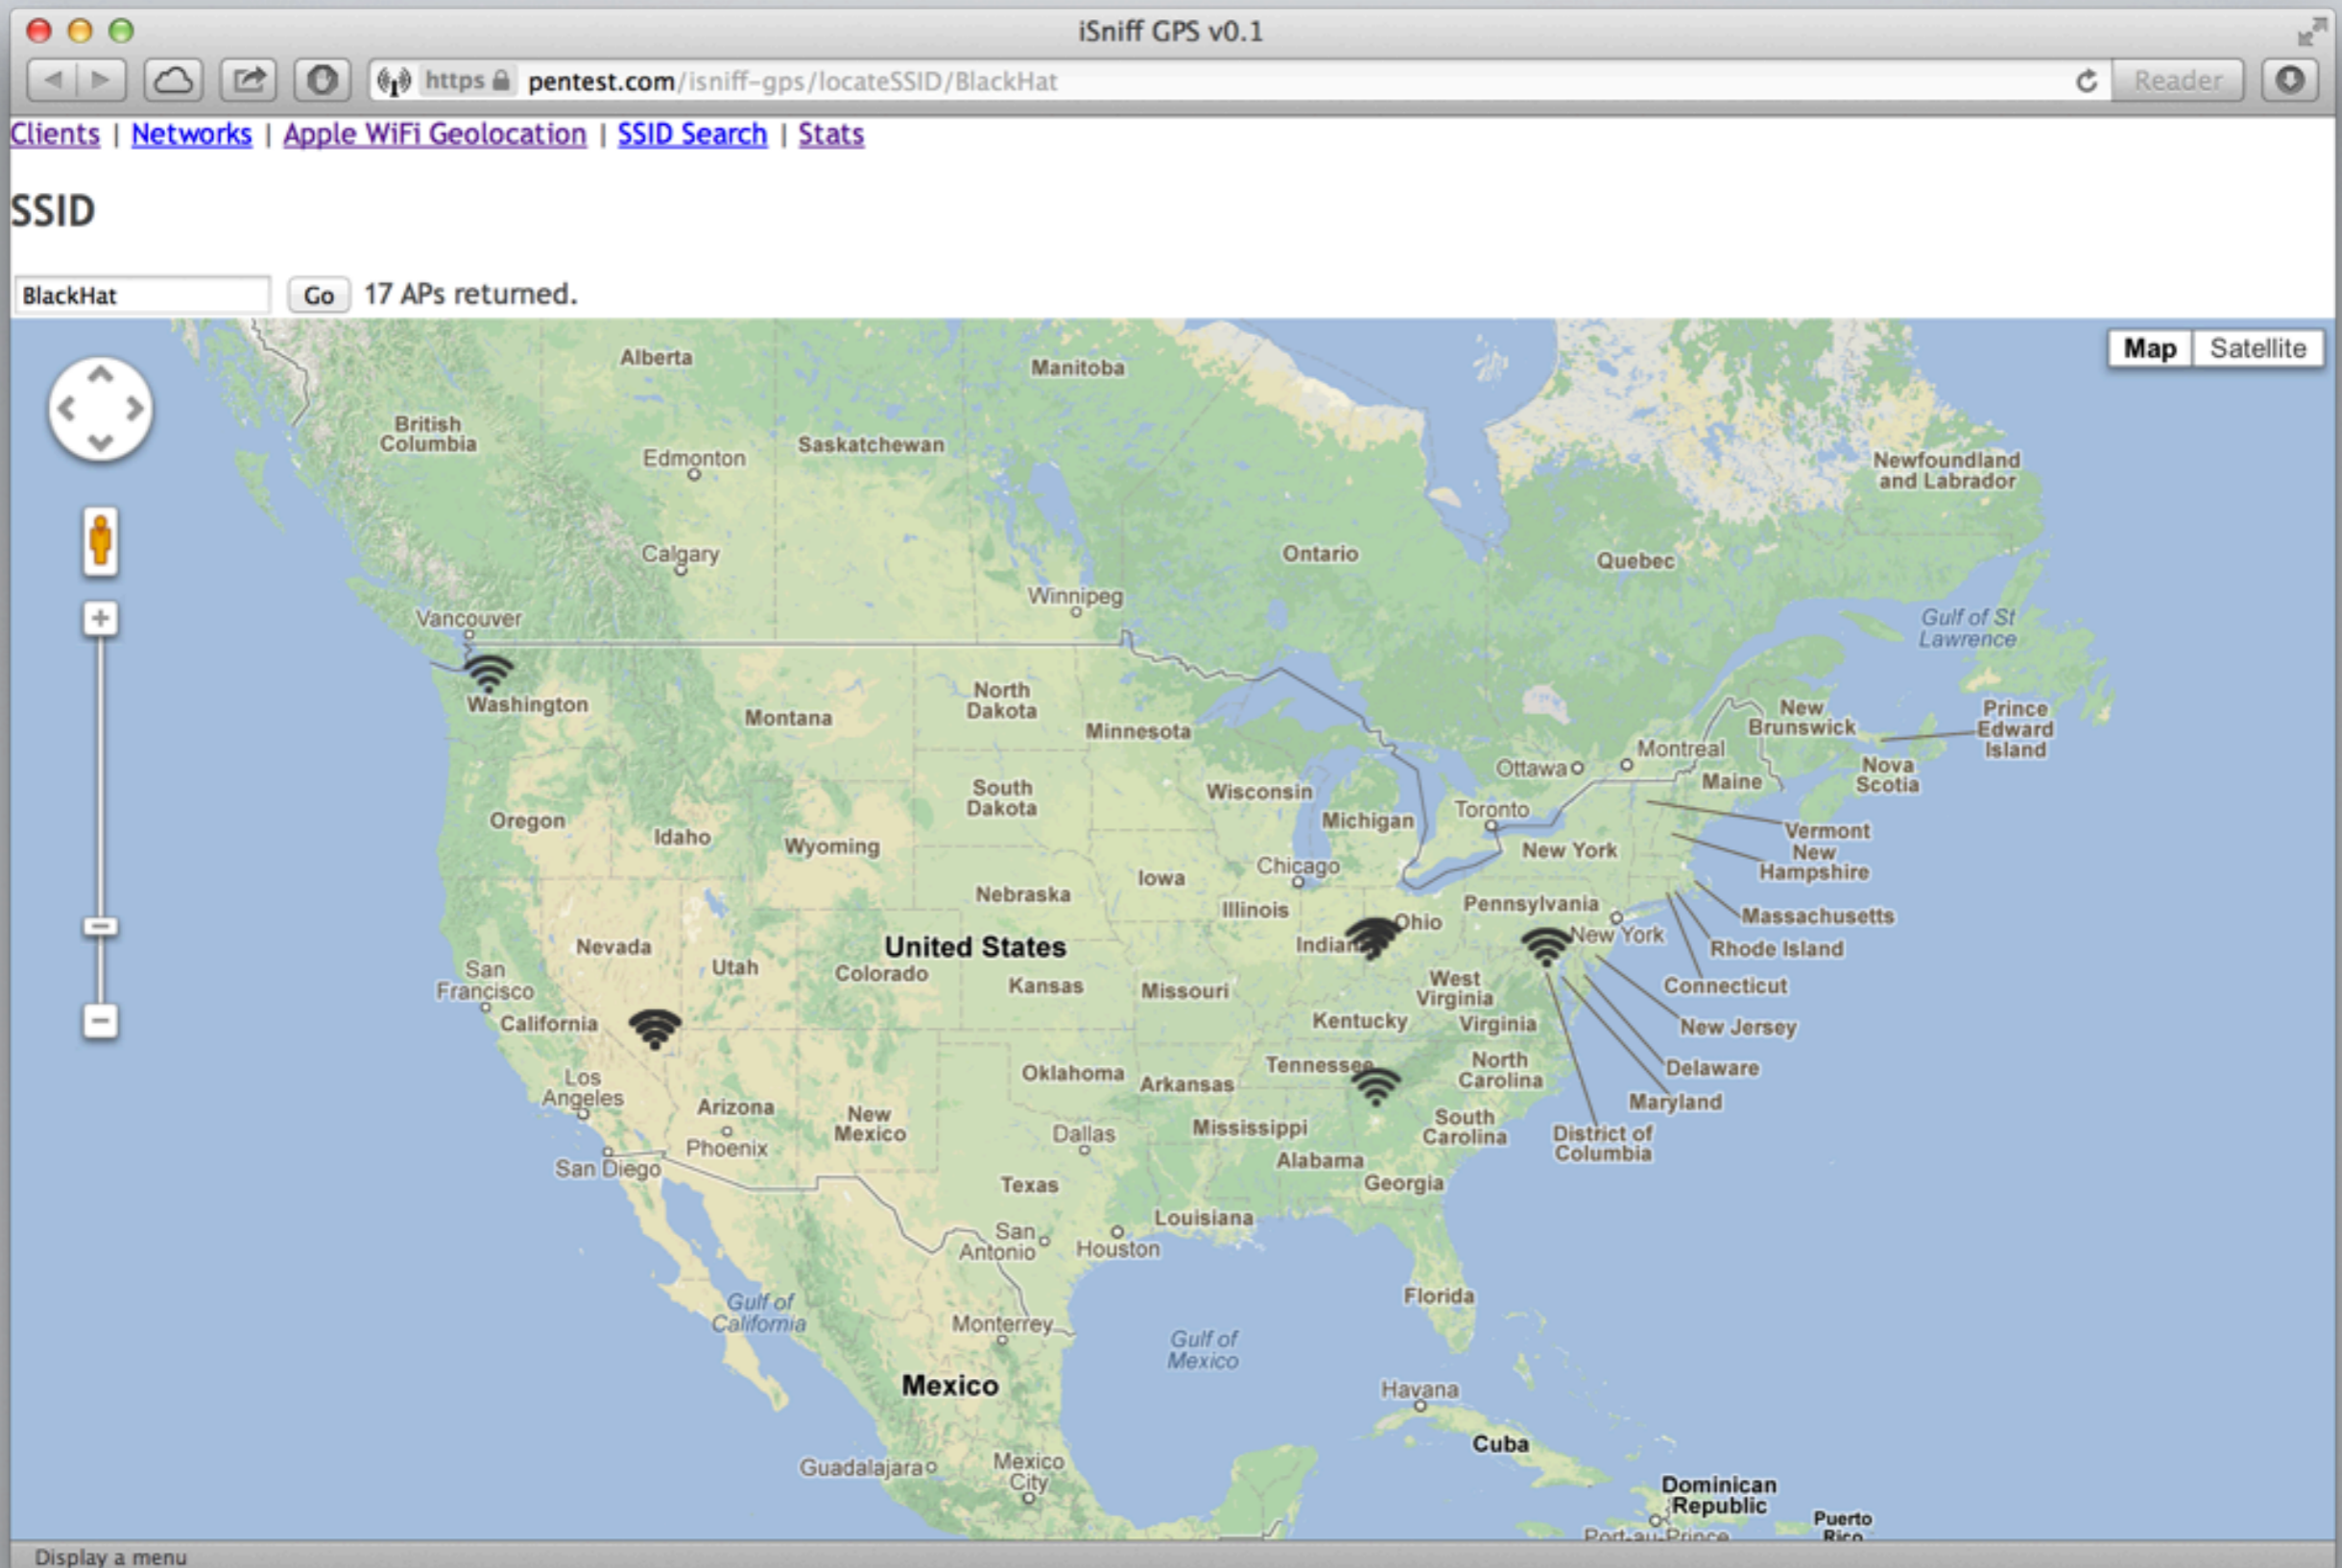 iSniff GPS v0.1
https pentest.com/isniff-gps/locateSSID/BlackHat
Reader
Clients | Networks | Apple WiFi Geolocation | SSID Search | Stats
SSID
BlackHat Go 17 APs returned.
Map Satellite
Alberta
Manitoba
British
Columbia
Saskatchewan
Edmonton
Newfoundland
and Labrador
Calgary
Ontario
Quebec
Winnipeg
Vancouver
Gulf of St
Lawrence
Washington
Montana
North
Dakota
Minnesota
New
Brunswick
Prince
Edward
Island
Montreal
Ottawa
Maine
Nova
Scotia
Oregon
Idaho
Wyoming
South
Dakota
Wisconsin
Michigan
Toronto
Vermont
New
Hampshire
New York
Chicago
Iowa
Nebraska
Illinois
Pennsylvania
Massachusetts
Ohio
New York
Indian
Nevada
United States
Rhode Island
Utah
Colorado
Kansas
Missouri
West
Virginia
Connecticut
San
Francisco
California
Kentucky
Virginia
New Jersey
Tennessee
North
Carolina
Delaware
Oklahoma
Arkansas
Los
Angeles
Arizona
New
Mexico
Maryland
Phoenix
Dallas
Mississippi
South
Carolina
District of
Columbia
San Diego
Alabama
Texas
Georgia
Louisiana
San
Antonio
Houston
Florida
Gulf of
California
Monterrey
Gulf of
Mexico
Mexico
Havana
Cuba
Guadalajara
Mexico
City
Dominican
Republic
Puerto
Rico
Port-au-Prince
Display a menu